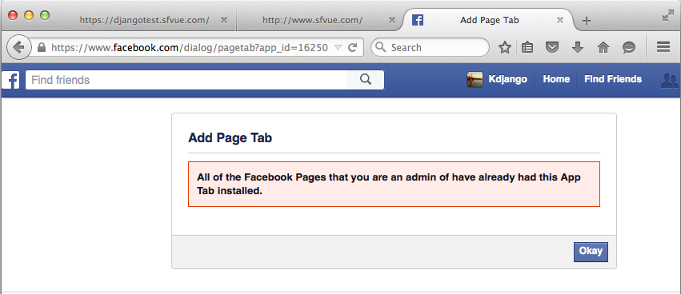 https://djangotest.sfvue.com/ http://www.sfvue.com/ Add Page Tab
https://www.facebook.com/dialog/pagetab?app_id=16250 Search
f Find friends Kdjango Home Find Friends
Add Page Tab
All of the Facebook Pages that you are an admin of have already had this App
Tab installed.
Okay